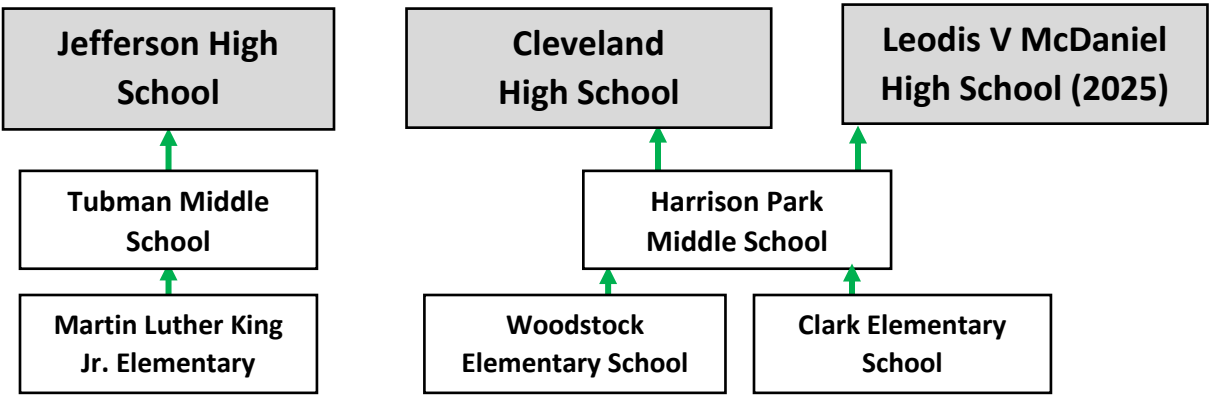 Jefferson High
School
Cleveland
High School
Leodis V McDaniel
High School (2025)
Tubman Middle
School
Harrison Park
Middle School
Martin Luther King
Jr. Elementary
Woodstock
Elementary School
Clark Elementary
School